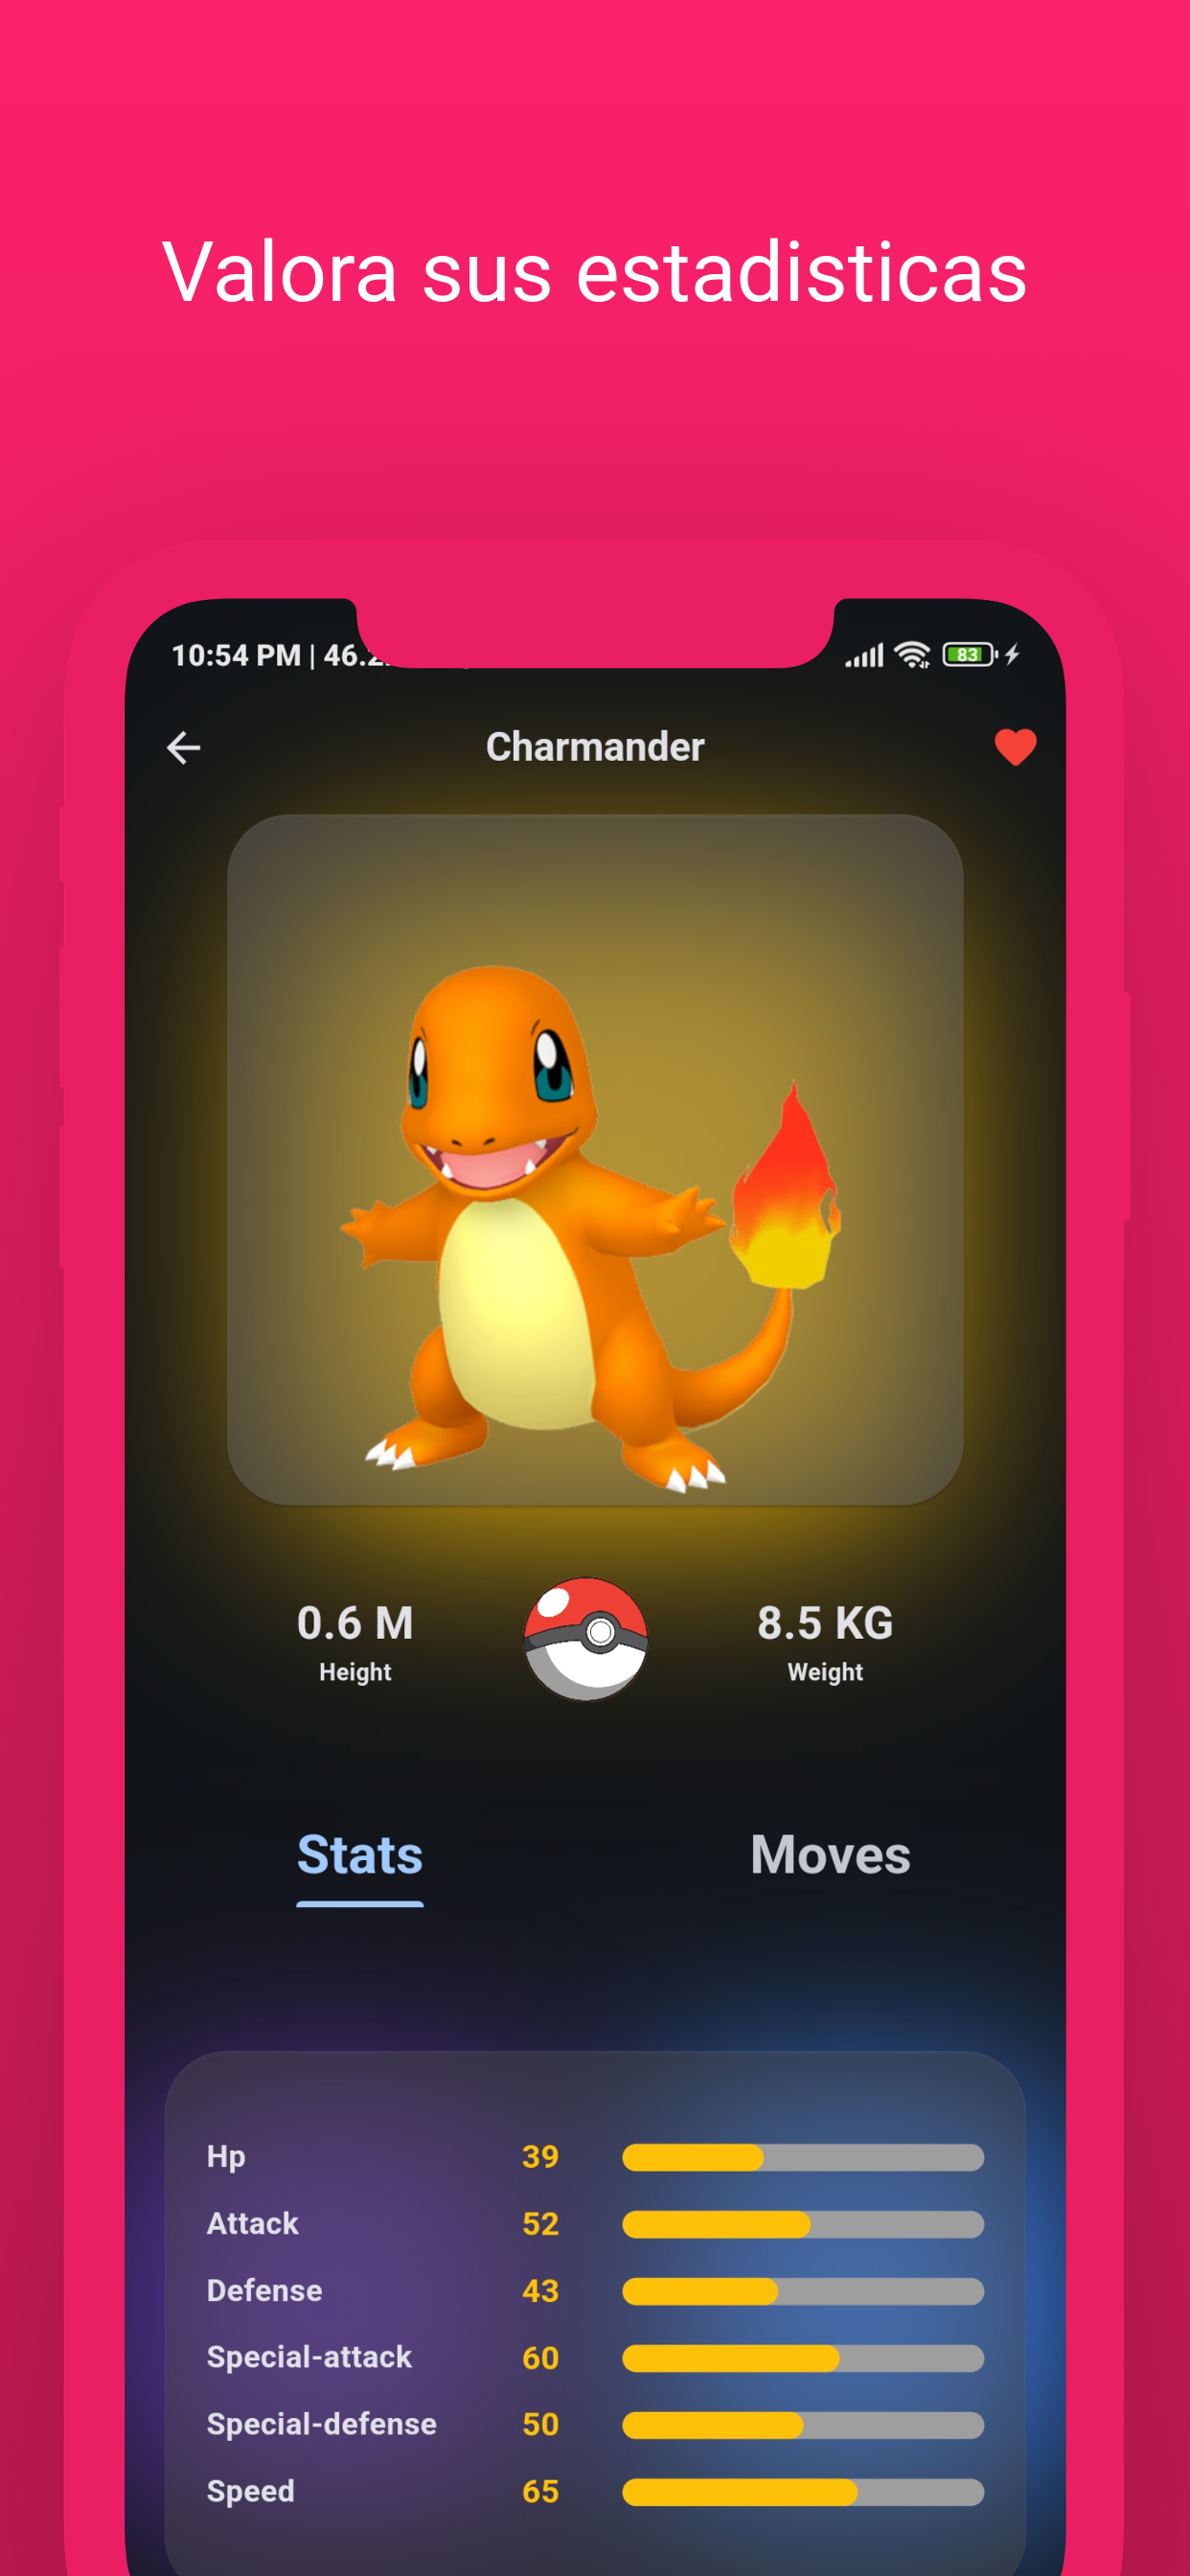 Valora sus estadisticas
10:54 PM | 46.2
83
Charmander
0.6 M
Height
8.5 KG
Weight
Stats
Moves
Hp 39
Attack 52
Defense 43
Special-attack 60
Special-defense 50
Speed 65